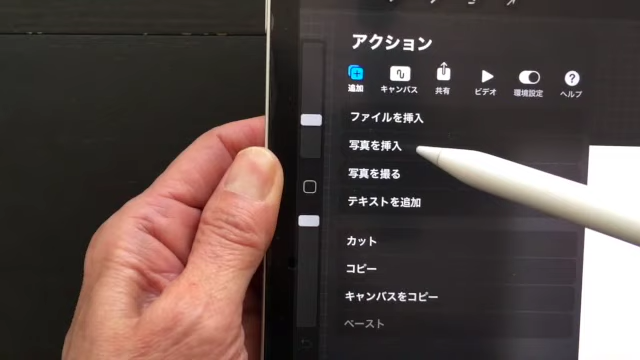 アクション
追加 キャンバス 共有 ビデオ 環境設定 ヘルプ
ファイルを挿入
写真を挿入
写真を撮る
テキストを追加
カット
コピー
キャンバスをコピー
ペースト